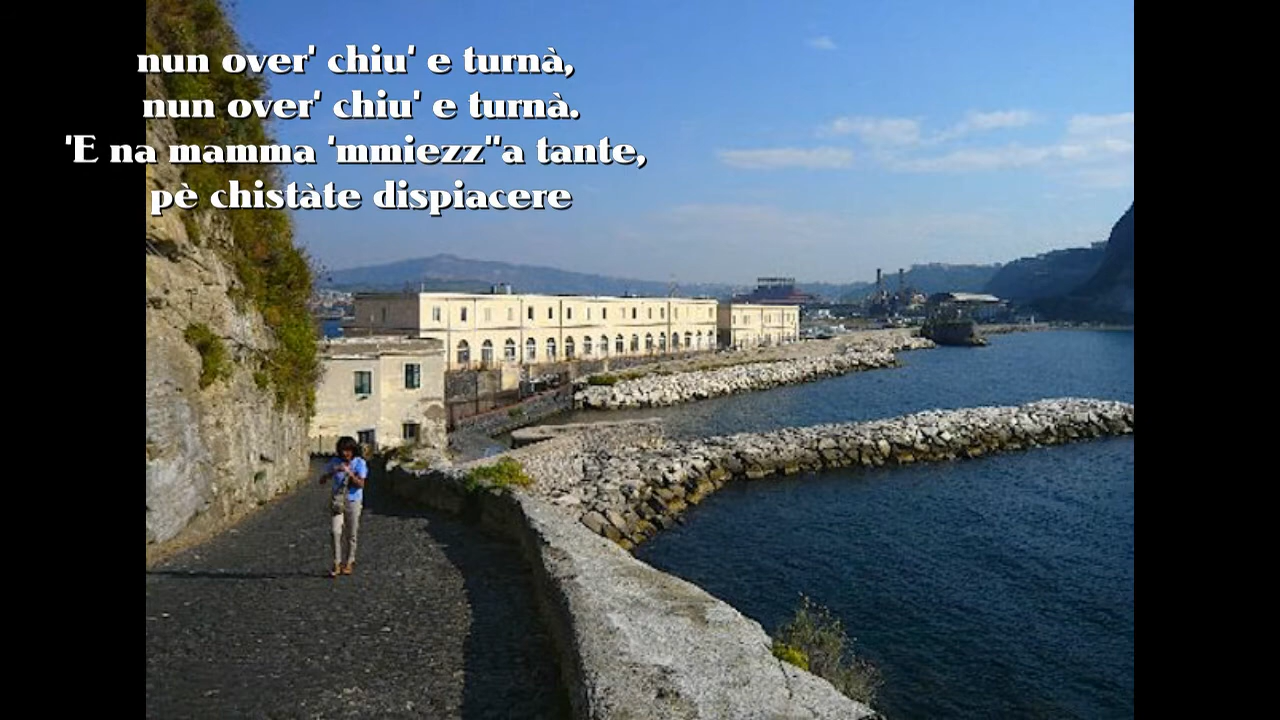 nun over' chiu' e turnà,
nun over' chiu' e turnà.
'E na mamma 'mmiezz''a tante,
pè chistàte dispiacere